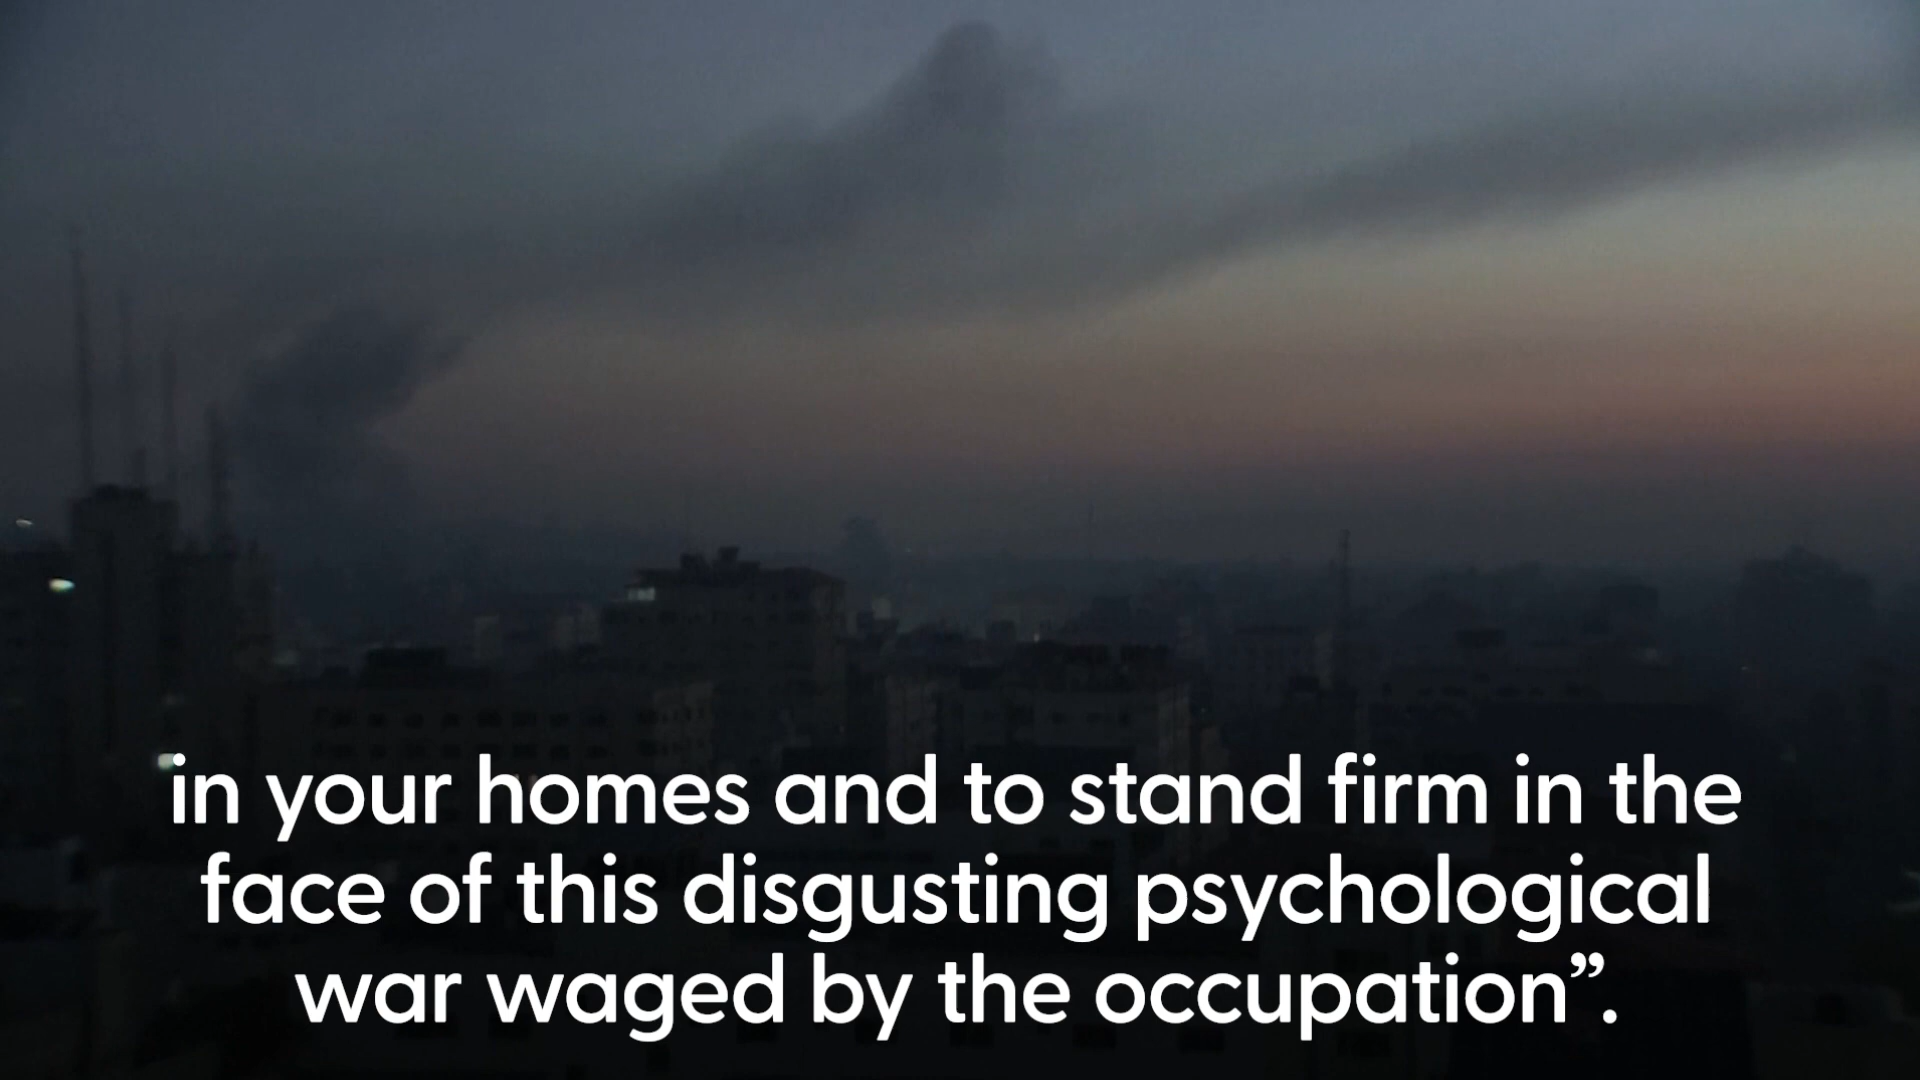 in your homes and to stand firm in the
face of this disgusting psychological
war waged by the occupation”.